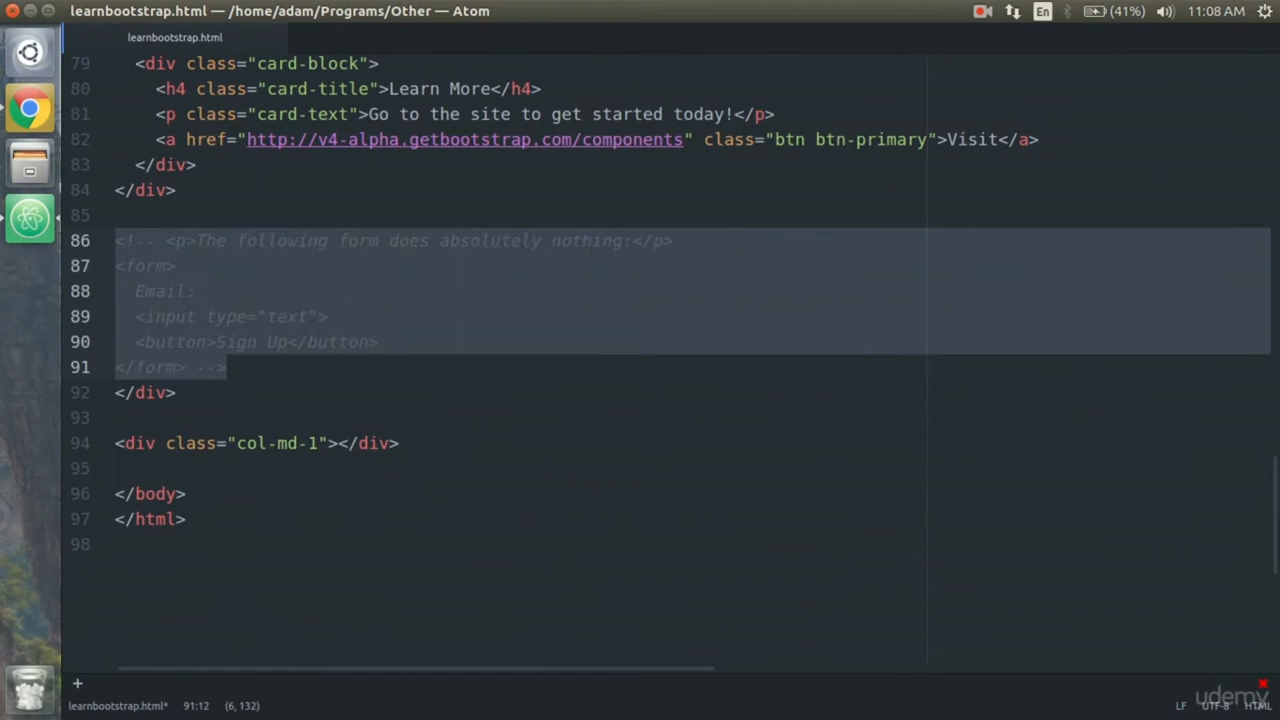 learnbootstrap.html — /home/adam/Programs/Other — Atom
En (41%) 11:08 AM
learnbootstrap.html
79 <div class="card-block">
80 <h4 class="card-title">Learn More</h4>
81 <p class="card-text">Go to the site to get started today!</p>
82 <a href="http://v4-alpha.getbootstrap.com/components" class="btn btn-primary">Visit</a>
83 </div>
84 </div>
85
86 <!-- <p>The following form does absolutely nothing:</p>
87 <form>
88 Email:
89 <input type="text">
90 <button>Sign Up</button>
91 </form> -->
92 </div>
93
94 <div class="col-md-1"></div>
95
96 </body>
97 </html>
98
+
learnbootstrap.html* 91:12 (6, 132) LF UTF-8 HTML
udemy